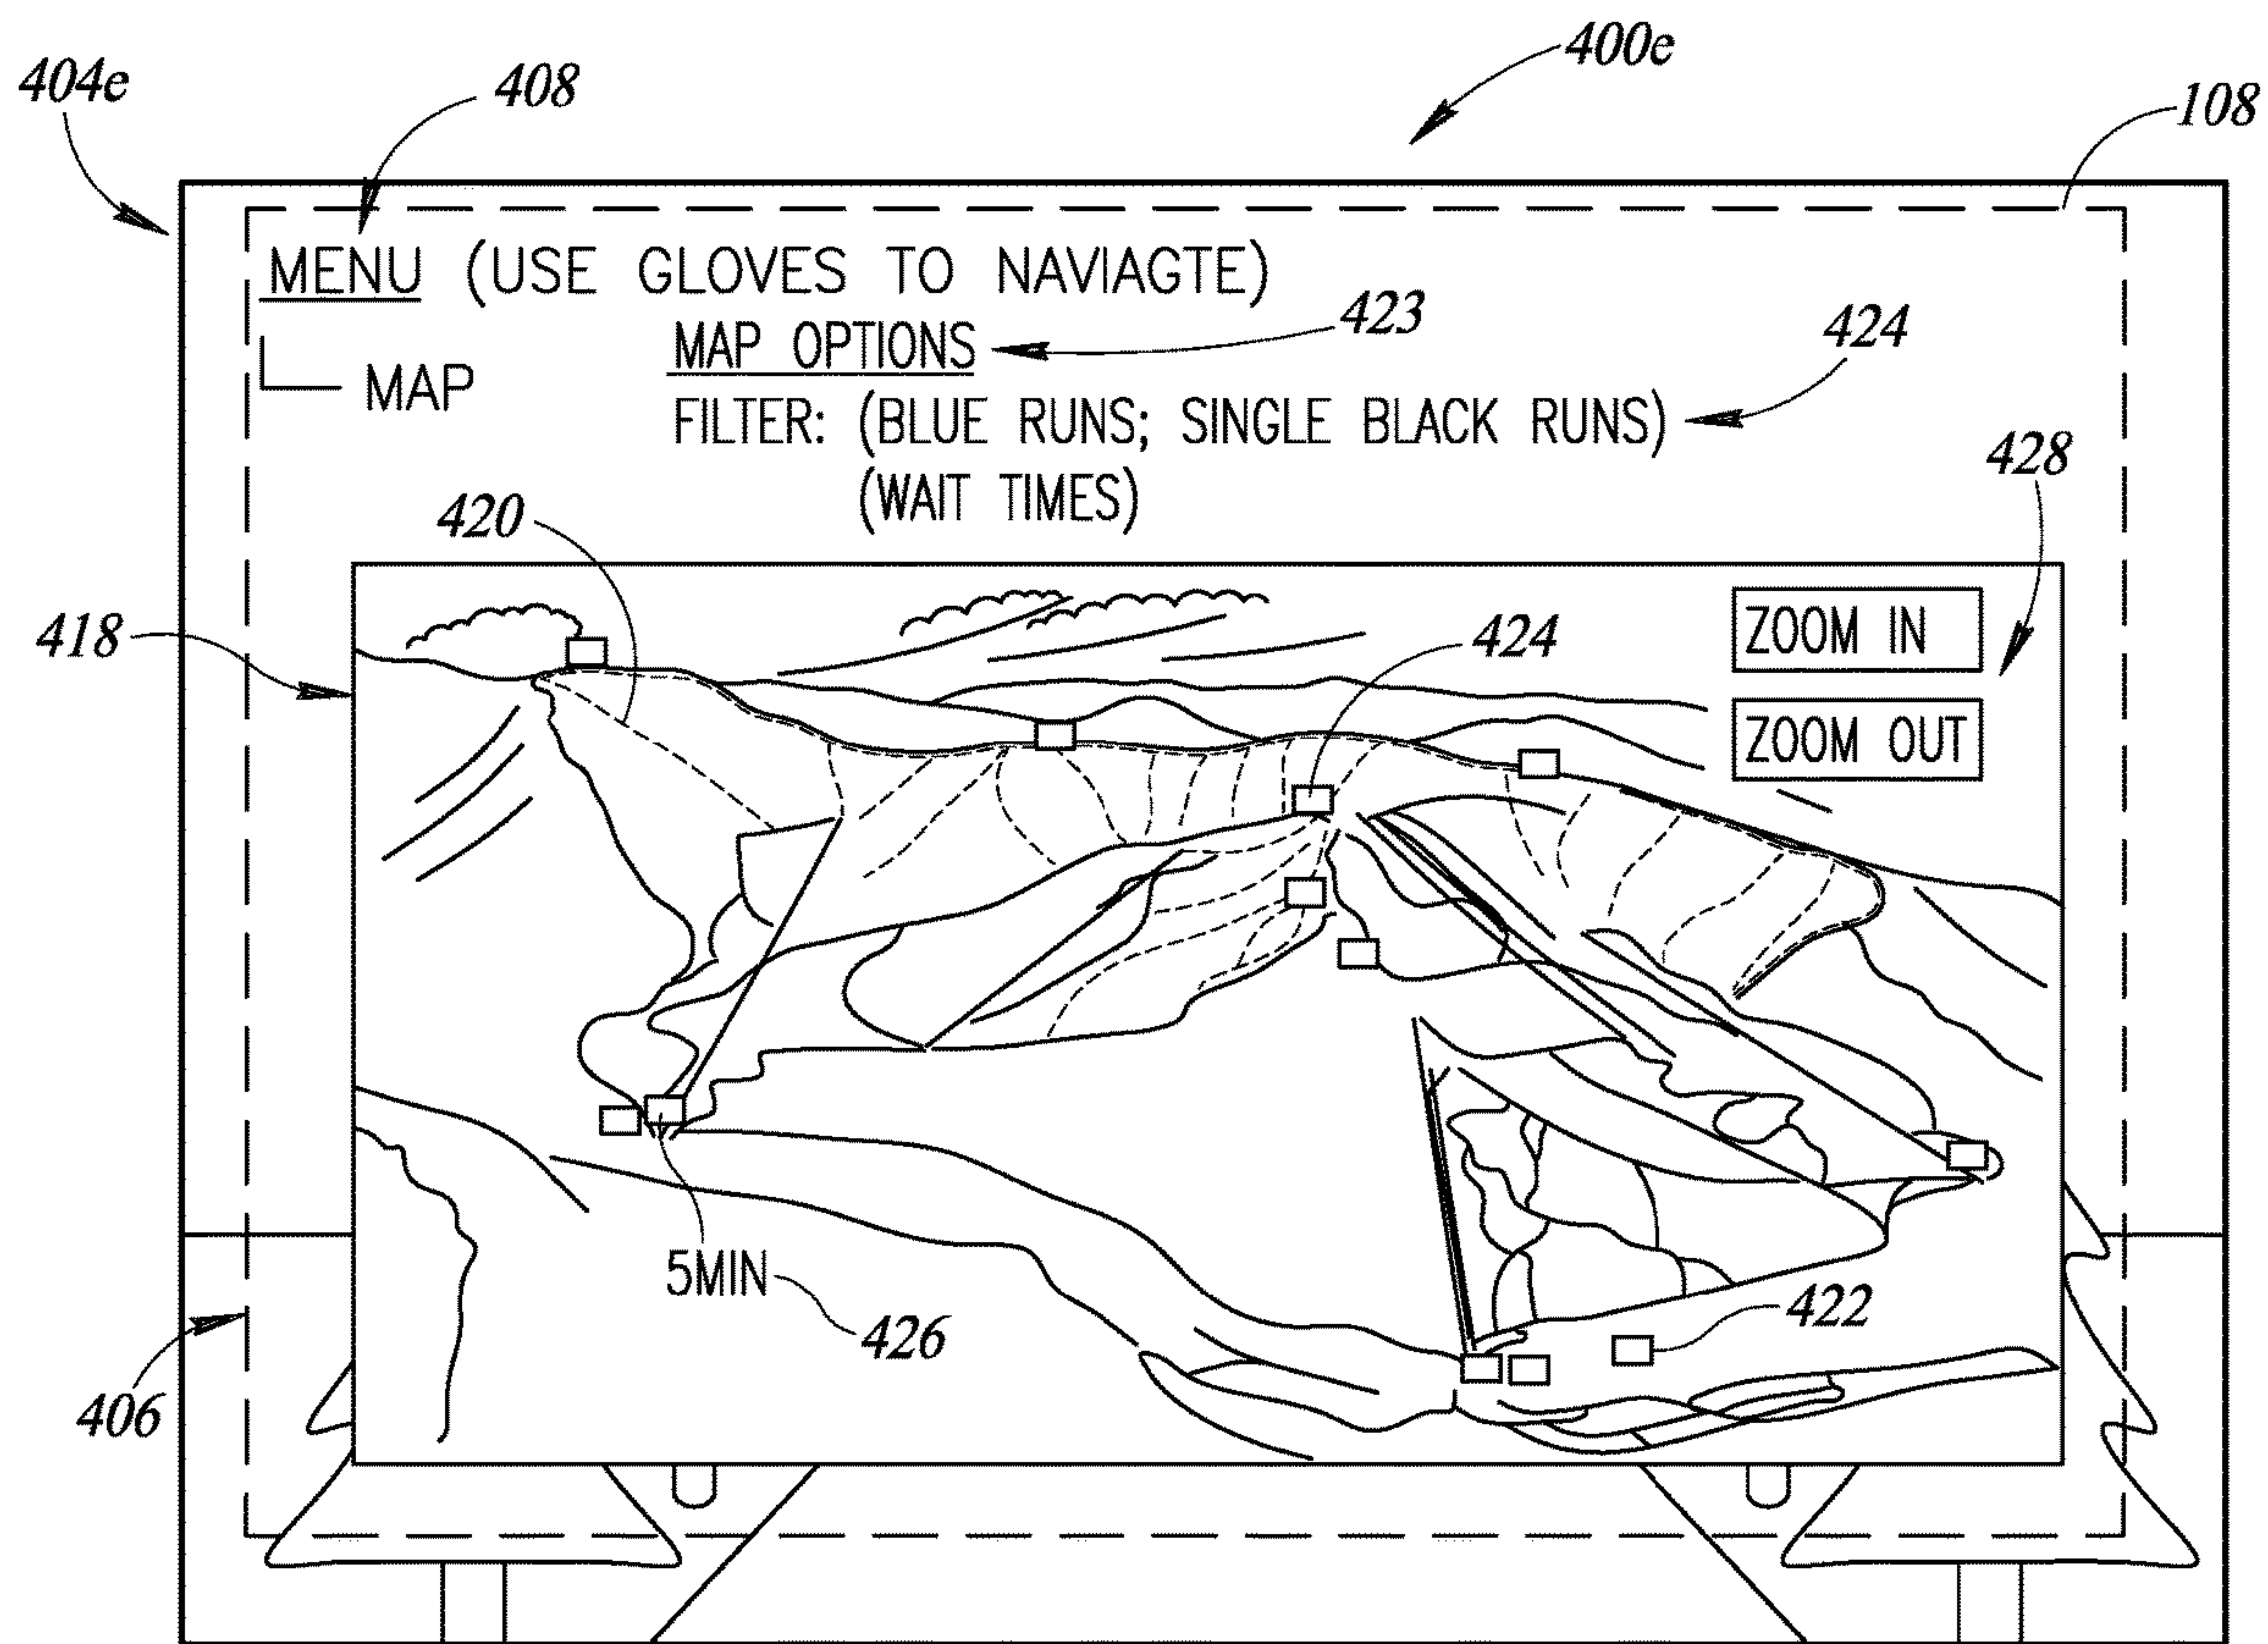 400e
404e
408
108
MENU (USE GLOVES TO NAVIAGTE)
MAP OPTIONS
423
424
MAP
FILTER: (BLUE RUNS; SINGLE BLACK RUNS)
428
(WAIT TIMES)
420
418
424
ZOOM IN
ZOOM OUT
5MIN
426
422
406